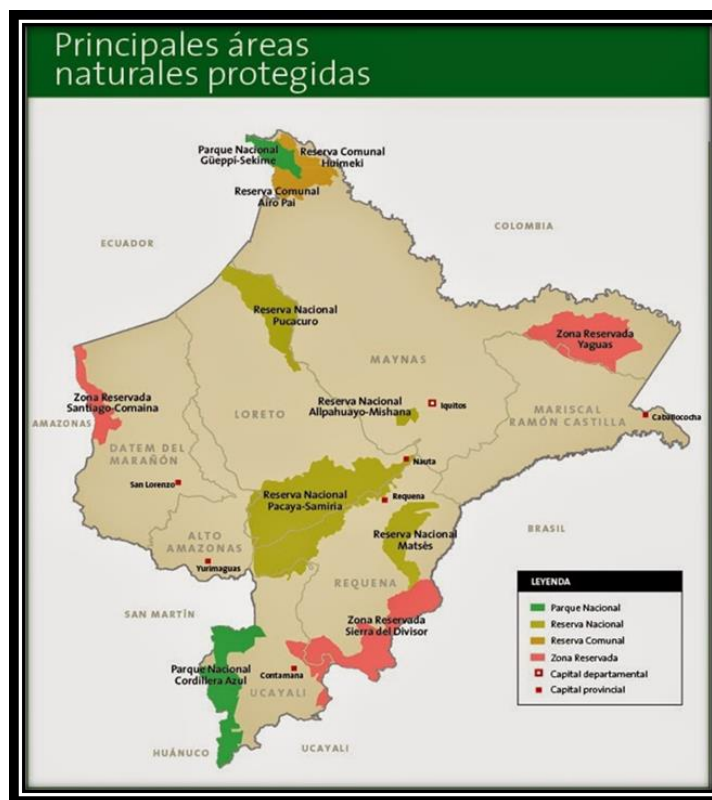 Principales áreas
naturales protegidas
Parque Nacional
Güeppi-Sekime
Reserva Comunal
Huimeki
Reserva Comunal
Airo Pai
ECUADOR
COLOMBIA
Reserva Nacional
Pucacuro
Zona Reservada
Yaguas
MAYNAS
Zona Reservada
Santiago-Comaina
AMAZONAS
LORETO
Reserva Nacional
Allpahuayo-Mishana
Iquitos
MARISCAL
RAMÓN CASTILLA
Caballococha
DATEM DEL
MARAÑÓN
San Lorenzo
Nauta
Reserva Nacional
Pacaya-Samiria
Requena
ALTO
AMAZONAS
Yurimaguas
Reserva Nacional
Matsés
BRASIL
REQUENA
SAN MARTÍN
Zona Reservada
Sierra del Divisor
Parque Nacional
Cordillera Azul
Contamana
UCAYALI
HUÁNUCO
UCAYALI
LEYENDA
Parque Nacional
Reserva Nacional
Reserva Comunal
Zona Reservada
Capital departamental
Capital provincial